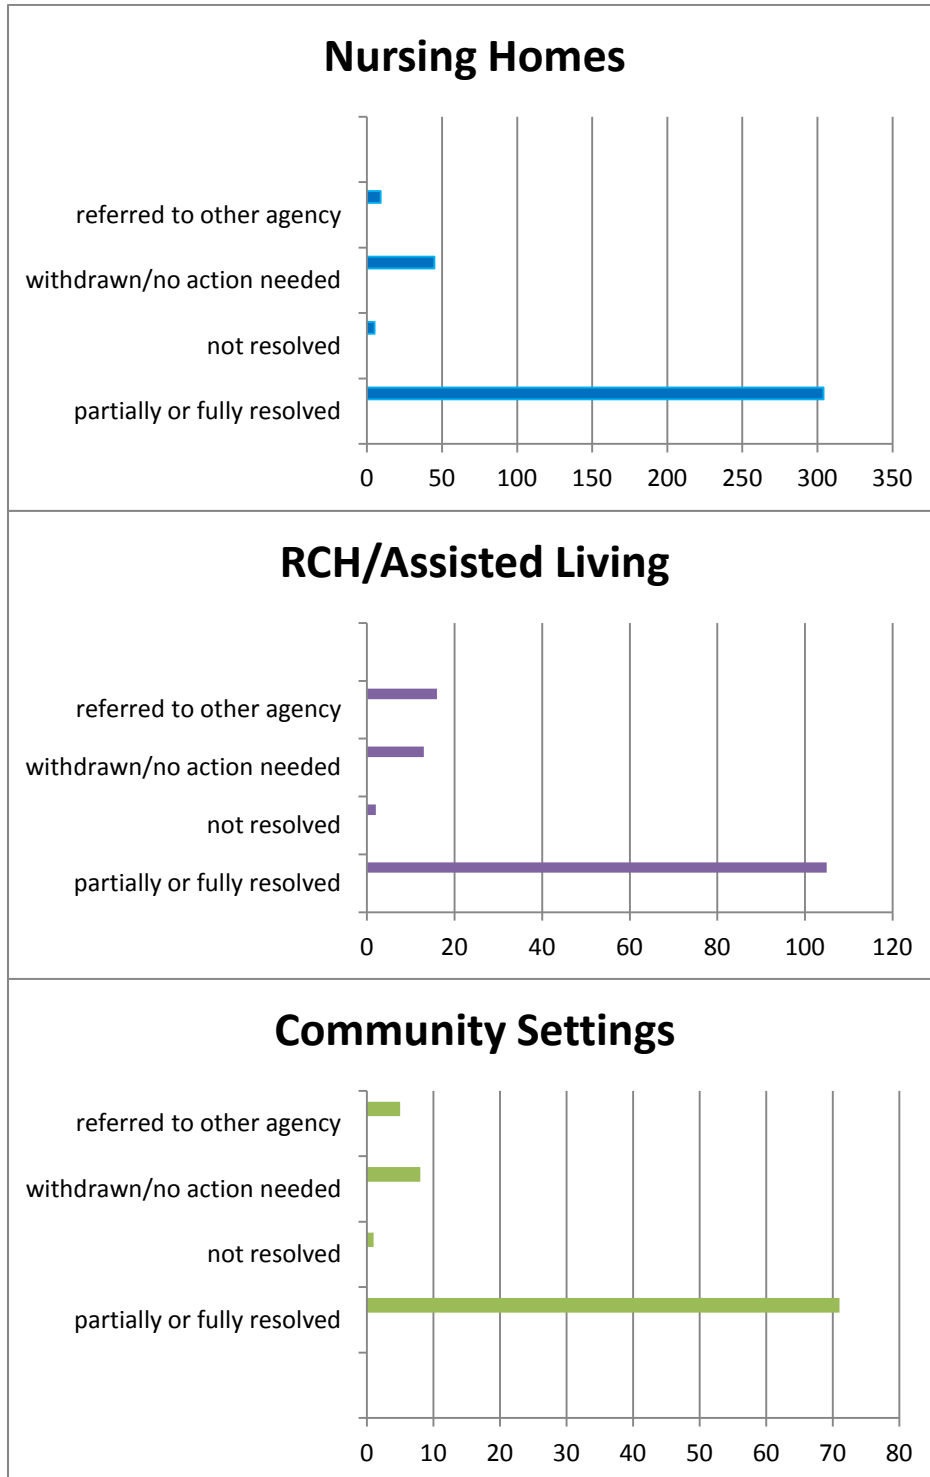 Nursing Homes
referred to other agency
withdrawn/no action needed
not resolved
partially or fully resolved
0 50 100 150 200 250 300 350
RCH/Assisted Living
referred to other agency
withdrawn/no action needed
not resolved
partially or fully resolved
0 20 40 60 80 100 120
Community Settings
referred to other agency
withdrawn/no action needed
not resolved
partially or fully resolved
0 10 20 30 40 50 60 70 80